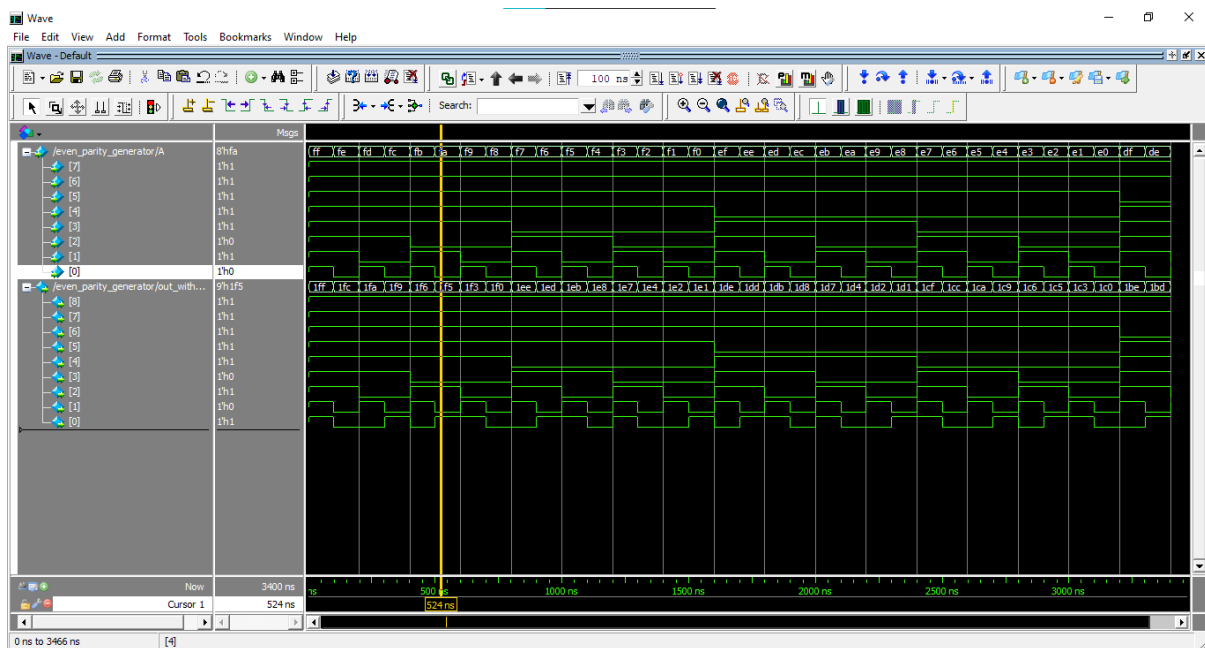 Wave
File Edit View Add Format Tools Bookmarks Window Help
Wave - Default
100 ns
Search:
Msgs
/even_parity_generator/A 8'hfa ff fe fd fc fb fa f9 f8 f7 f6 f5 f4 f3 f2 f1 f0 ef ee ed ec eb ea e9 e8 e7 e6 e5 e4 e3 e2 e1 e0 df de
[7] 1'h1
[6] 1'h1
[5] 1'h1
[4] 1'h1
[3] 1'h1
[2] 1'h0
[1] 1'h1
[0] 1'h0
/even_parity_generator/out_with... 9'h1f5 1ff 1fc 1fa 1f9 1f6 1f5 1f3 1f0 1ee 1ed 1eb 1e8 1e7 1e4 1e2 1e1 1de 1dd 1db 1d8 1d7 1d4 1d2 1d1 1cf 1cc 1ca 1c9 1c6 1c5 1c3 1c0 1be 1bd
[8] 1'h1
[7] 1'h1
[6] 1'h1
[5] 1'h1
[4] 1'h1
[3] 1'h0
[2] 1'h1
[1] 1'h0
[0] 1'h1
Now 3400 ns ns 500 ns 1000 ns 1500 ns 2000 ns 2500 ns 3000 ns
Cursor 1 524 ns 524 ns
0 ns to 3466 ns [4]